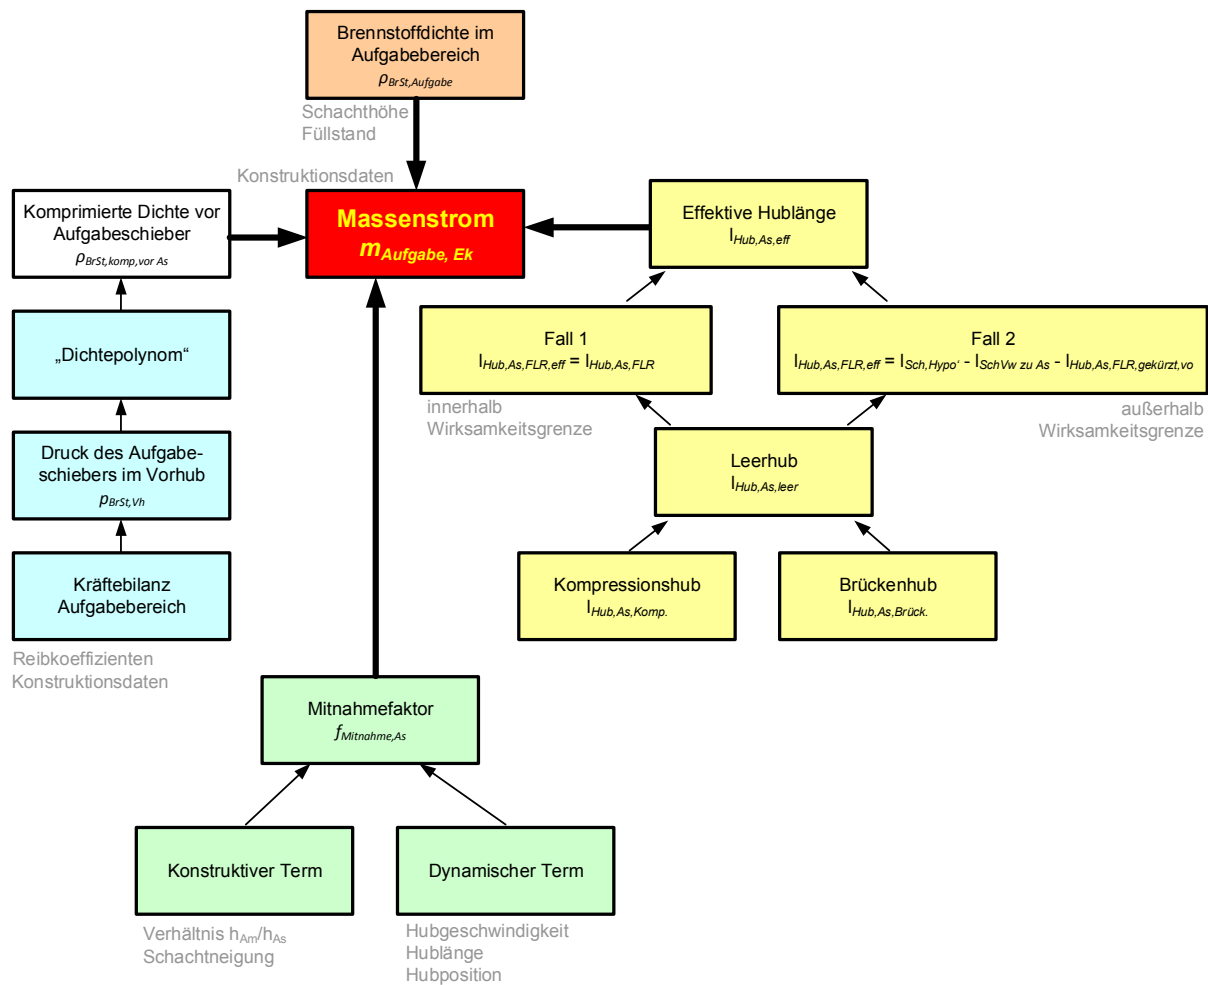 Brennstoffdichte im
Aufgabebereich
ρBrSt,Aufgabe
Schachthöhe
Füllstand
Konstruktionsdaten
Komprimierte Dichte vor
Aufgabeschieber
ρBrSt,komp,vor As
Massenstrom
mAufgabe, Ek
Effektive Hublänge
lHub,As,eff
„Dichtepolynom“
Fall 1
lHub,As,FLR,eff = lHub,As,FLR
Fall 2
lHub,As,FLR,eff = lSch,Hypo‘ - lSchVw zu As - lHub,As,FLR,gekürzt,vo
innerhalb
Wirksamkeitsgrenze
außerhalb
Wirksamkeitsgrenze
Druck des Aufgabe-
schiebers im Vorhub
pBrSt,Vh
Leerhub
lHub,As,leer
Kräftebilanz
Aufgabebereich
Kompressionshub
lHub,As,Komp.
Brückenhub
lHub,As,Brück.
Reibkoeffizienten
Konstruktionsdaten
Mitnahmefaktor
fMitnahme,As
Konstruktiver Term
Dynamischer Term
Verhältnis hAm/hAs
Schachtneigung
Hubgeschwindigkeit
Hublänge
Hubposition